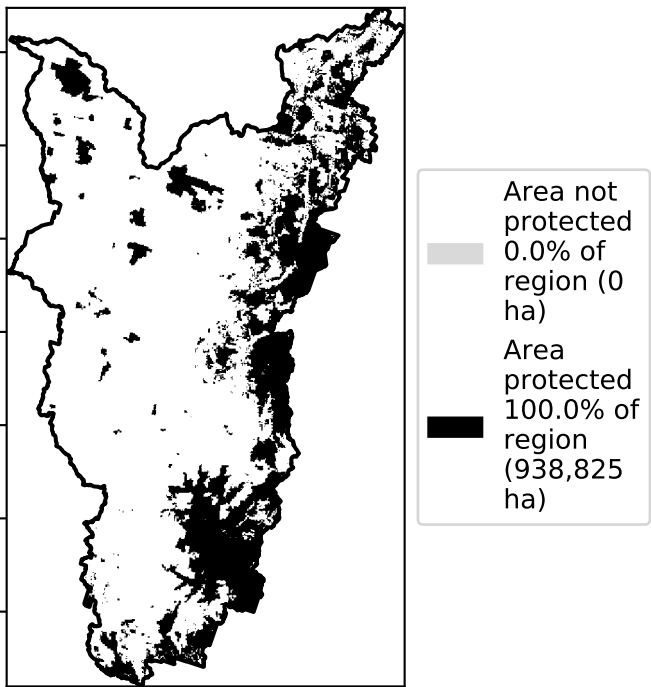 Area not
protected
0.0% of
region (0
ha)
Area
protected
100.0% of
region
(938,825
ha)